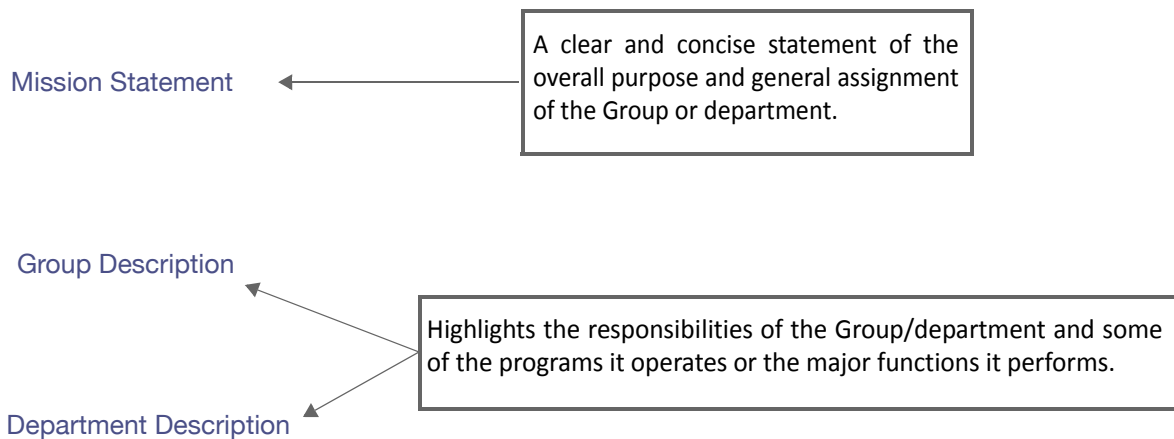 Mission Statement
A clear and concise statement of the
overall purpose and general assignment
of the Group or department.
Group Description
Highlights the responsibilities of the Group/department and some
of the programs it operates or the major functions it performs.
Department Description